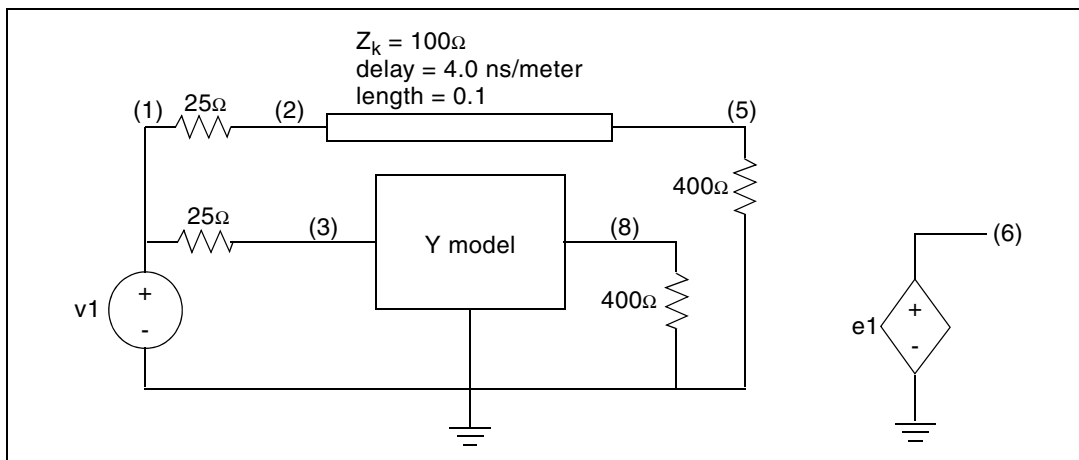 Zk = 100Ω
delay = 4.0 ns/meter
length = 0.1
(1) 25Ω (2) (5)
400Ω
25Ω (3) Y model (8) (6)
400Ω
v1 + - e1 + -